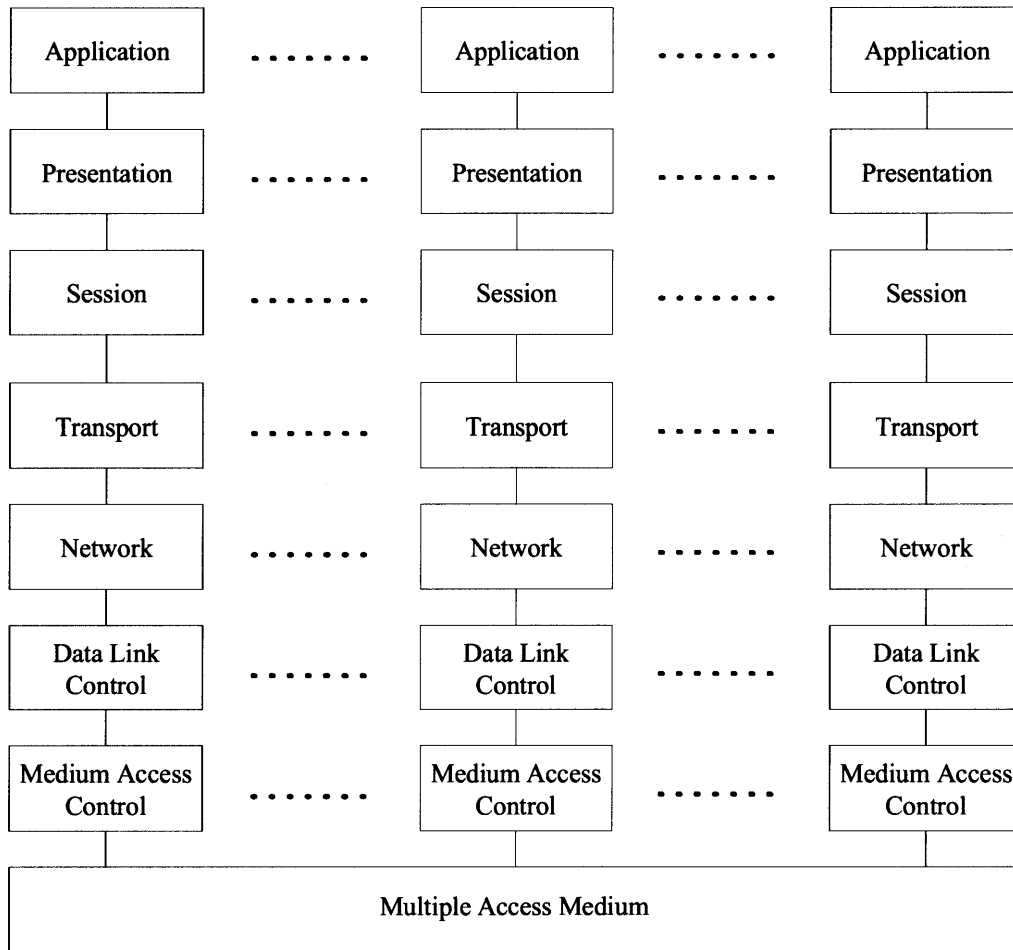 Application Application Application
Presentation Presentation Presentation
Session Session Session
Transport Transport Transport
Network Network Network
Data Link Data Link Data Link
Control Control Control
Medium Access Medium Access Medium Access
Control Control Control
Multiple Access Medium